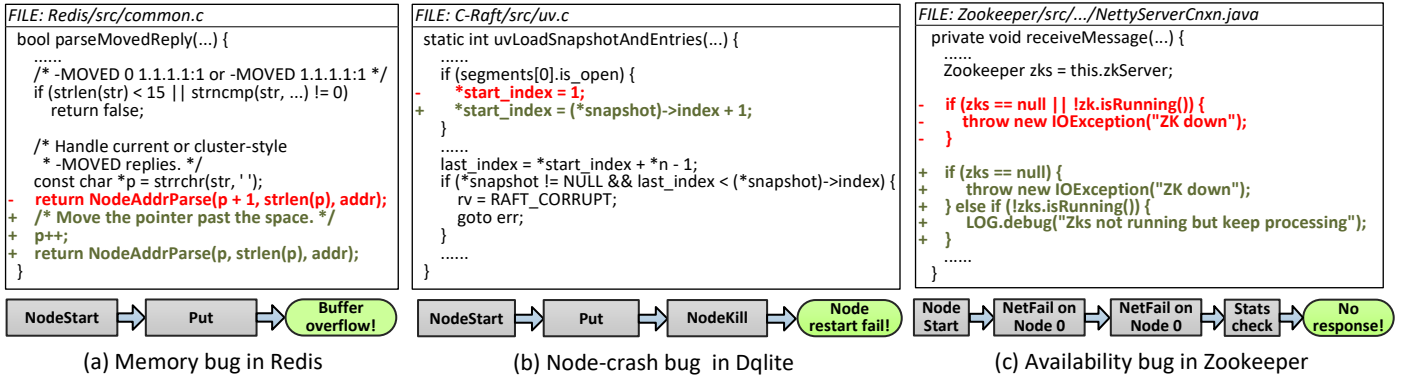 FILE: Redis/src/common.c
bool parseMovedReply(...) {
......
/* -MOVED 0 1.1.1.1:1 or -MOVED 1.1.1.1:1 */
if (strlen(str) < 15 || strncmp(str, ...) != 0)
return false;
/* Handle current or cluster-style
* -MOVED replies. */
const char *p = strrchr(str, ' ');
- return NodeAddrParse(p + 1, strlen(p), addr);
+ /* Move the pointer past the space. */
+ p++;
+ return NodeAddrParse(p, strlen(p), addr);
}
NodeStart Put Buffer
overflow!
(a) Memory bug in Redis
FILE: C-Raft/src/uv.c
static int uvLoadSnapshotAndEntries(...) {
......
if (segments[0].is_open) {
- *start_index = 1;
+ *start_index = (*snapshot)->index + 1;
}
......
last_index = *start_index + *n - 1;
if (*snapshot != NULL && last_index < (*snapshot)->index) {
rv = RAFT_CORRUPT;
goto err;
}
......
}
NodeStart Put NodeKill Node
restart fail!
(b) Node-crash bug in Dqlite
FILE: Zookeeper/src/.../NettyServerCnxn.java
private void receiveMessage(...) {
......
Zookeeper zks = this.zkServer;
- if (zks == null || !zk.isRunning()) {
- throw new IOException("ZK down");
- }
+ if (zks == null) {
+ throw new IOException("ZK down");
+ } else if (!zks.isRunning()) {
+ LOG.debug("Zks not running but keep processing");
+ }
......
}
Node NetFail on NetFail on Stats No
Start Node 0 Node 0 check response!
(c) Availability bug in Zookeeper